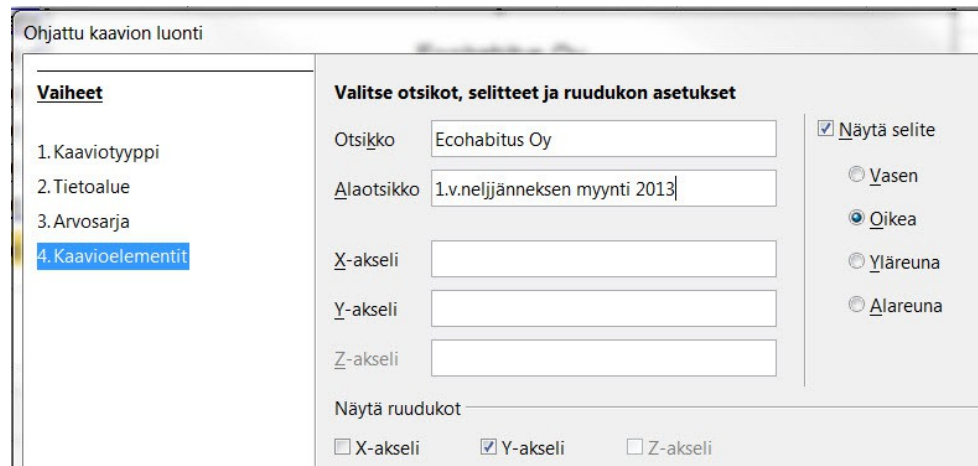 Ohjattu kaavion luonti
Vaiheet
1. Kaaviotyyppi
2. Tietoalue
3. Arvosarja
4. Kaavioelementit
Valitse otsikot, selitteet ja ruudukon asetukset
Otsikko Ecohabitus Oy
Alaotsikko 1.v.neljjänneksen myynti 2013
X-akseli
Y-akseli
Z-akseli
Näytä selite
Vasen
Oikea
Yläreuna
Alareuna
Näytä ruudukot
X-akseli Y-akseli Z-akseli